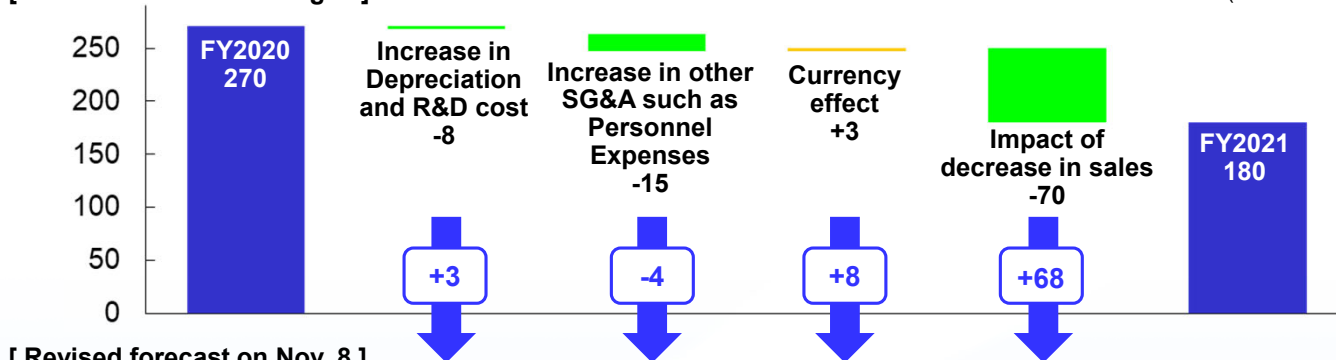 250
200
150
100
50
0
FY2020
270
Increase in
Depreciation
and R&D cost
-8
Increase in other
SG&A such as
Personnel
Expenses
-15
Currency
effect
+3
Impact of
decrease in sales
-70
FY2021
180
+3
-4
+8
+68
[ Revised forecast on Nov. 8 ]